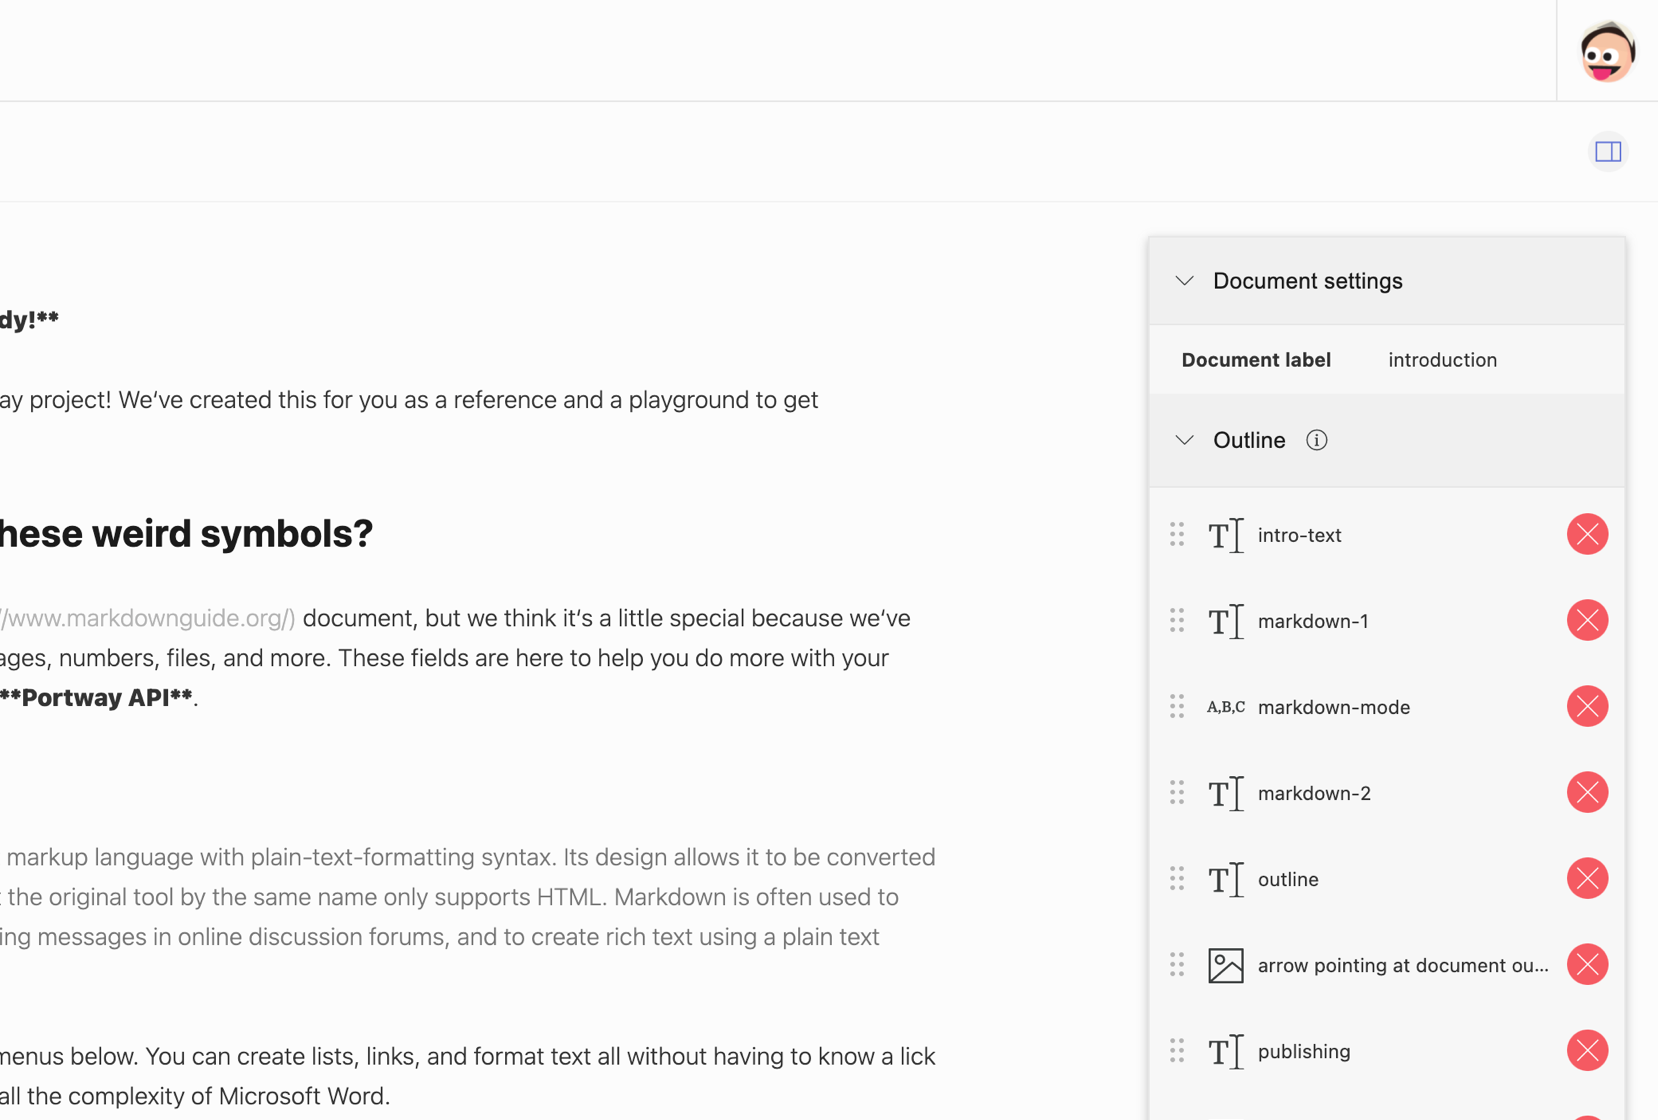 dy!**
ay project! We’ve created this for you as a reference and a playground to get
hese weird symbols?
//www.markdownguide.org/) document, but we think it’s a little special because we’ve
ages, numbers, files, and more. These fields are here to help you do more with your
**Portway API**.
markup language with plain-text-formatting syntax. Its design allows it to be converted
t the original tool by the same name only supports HTML. Markdown is often used to
ing messages in online discussion forums, and to create rich text using a plain text
menus below. You can create lists, links, and format text all without having to know a lick
all the complexity of Microsoft Word.
Document settings
Document label introduction
Outline
intro-text
markdown-1
A,B,C markdown-mode
markdown-2
outline
arrow pointing at document ou...
publishing